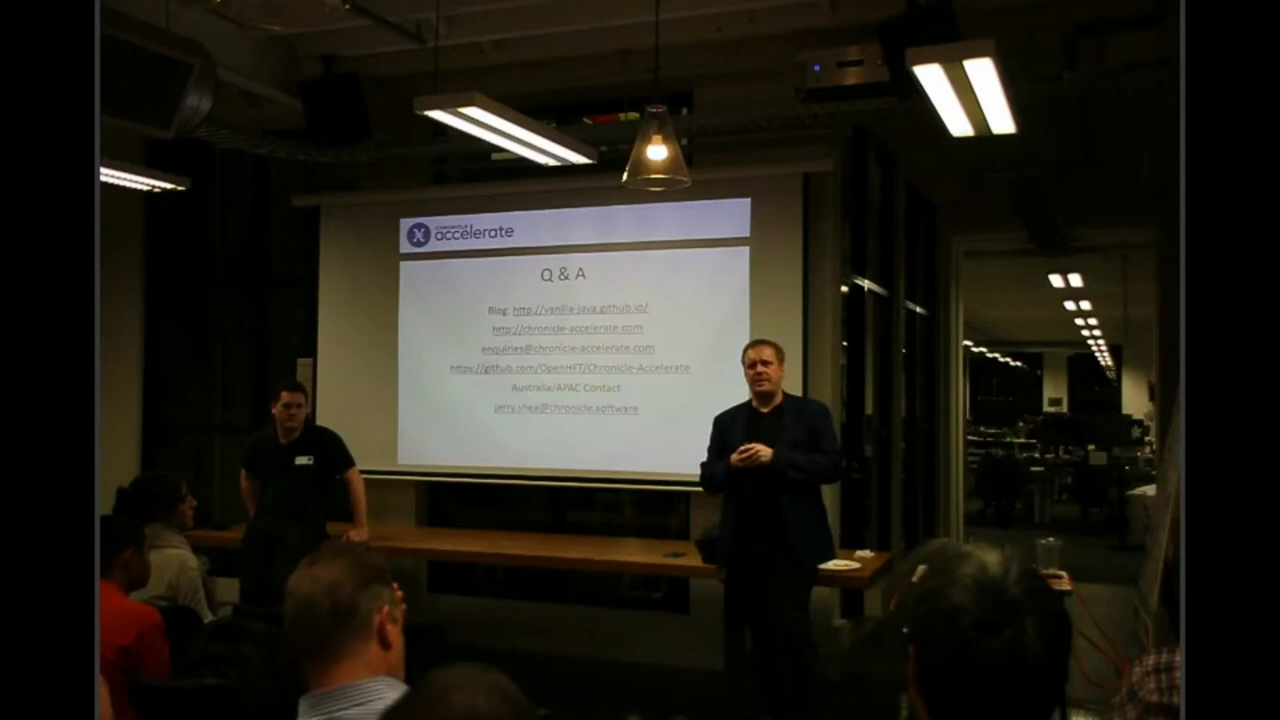 X CHRONICLE
accelerate
Q & A
Blog: http://vanilla-java.github.io/
http://chronicle-accelerate.com
enquiries@chronicle-accelerate.com
https://github.com/OpenHFT/Chronicle-Accelerate
Australia/APAC Contact
jerry.shea@chronicle.software